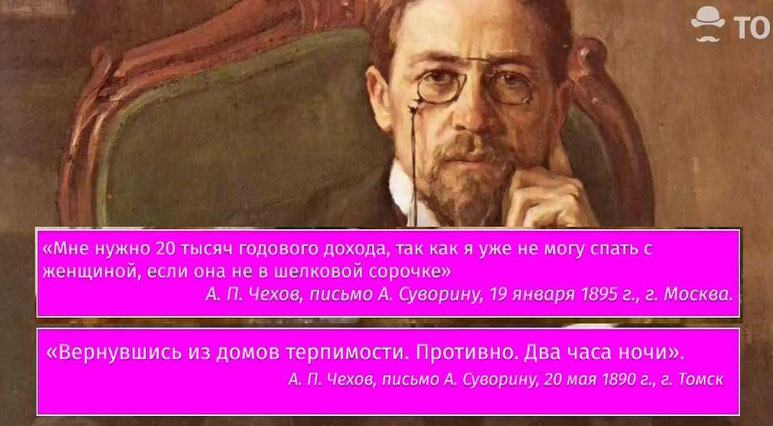 ТО
«Мне нужно 20 тысяч годового дохода, так как я уже не могу спать с
женщиной, если она не в шелковой сорочке»
А. П. Чехов, письмо А. Суворину, 19 января 1895 г., г. Москва.
«Вернувшись из домов терпимости. Противно. Два часа ночи».
А. П. Чехов, письмо А. Суворину, 20 мая 1890 г., г. Томск